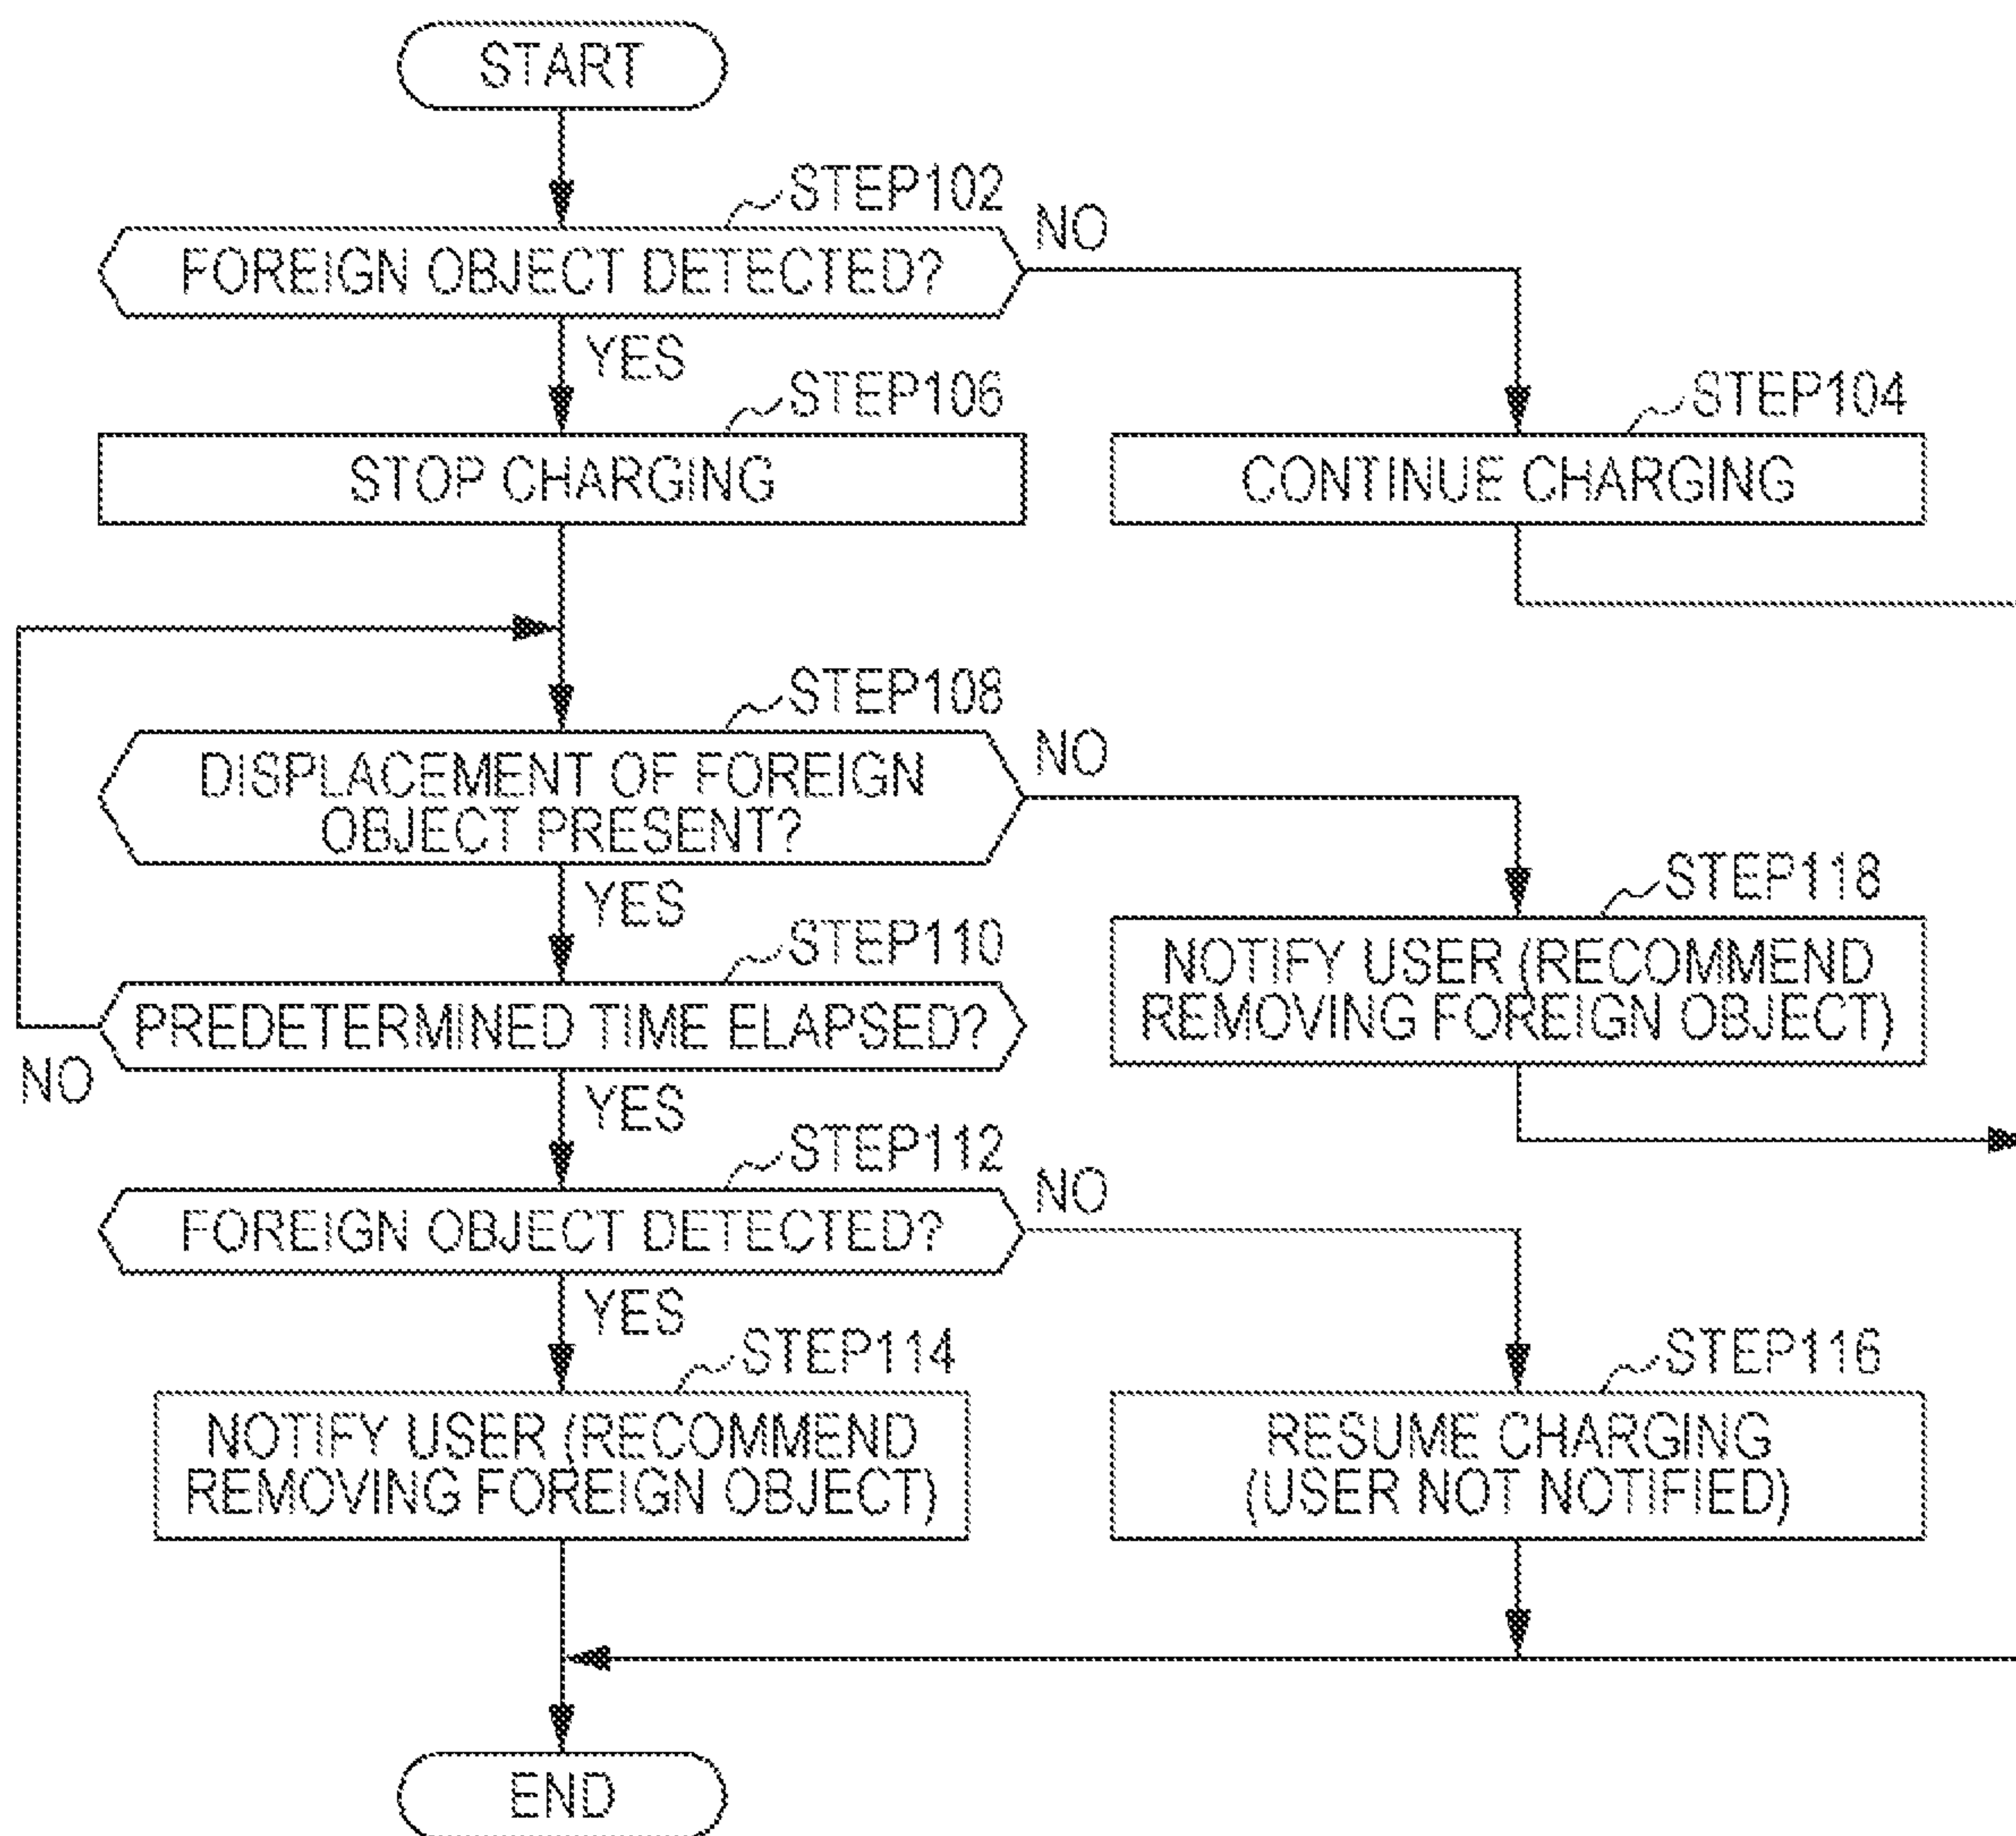 START
STEP102
FOREIGN OBJECT DETECTED?
NO
YES
STEP106
STOP CHARGING
STEP104
CONTINUE CHARGING
STEP108
DISPLACEMENT OF FOREIGN
OBJECT PRESENT?
NO
YES
STEP118
NOTIFY USER (RECOMMEND
REMOVING FOREIGN OBJECT)
STEP110
PREDETERMINED TIME ELAPSED?
NO
YES
STEP112
FOREIGN OBJECT DETECTED?
NO
YES
STEP114
NOTIFY USER (RECOMMEND
REMOVING FOREIGN OBJECT)
STEP116
RESUME CHARGING
(USER NOT NOTIFIED)
END